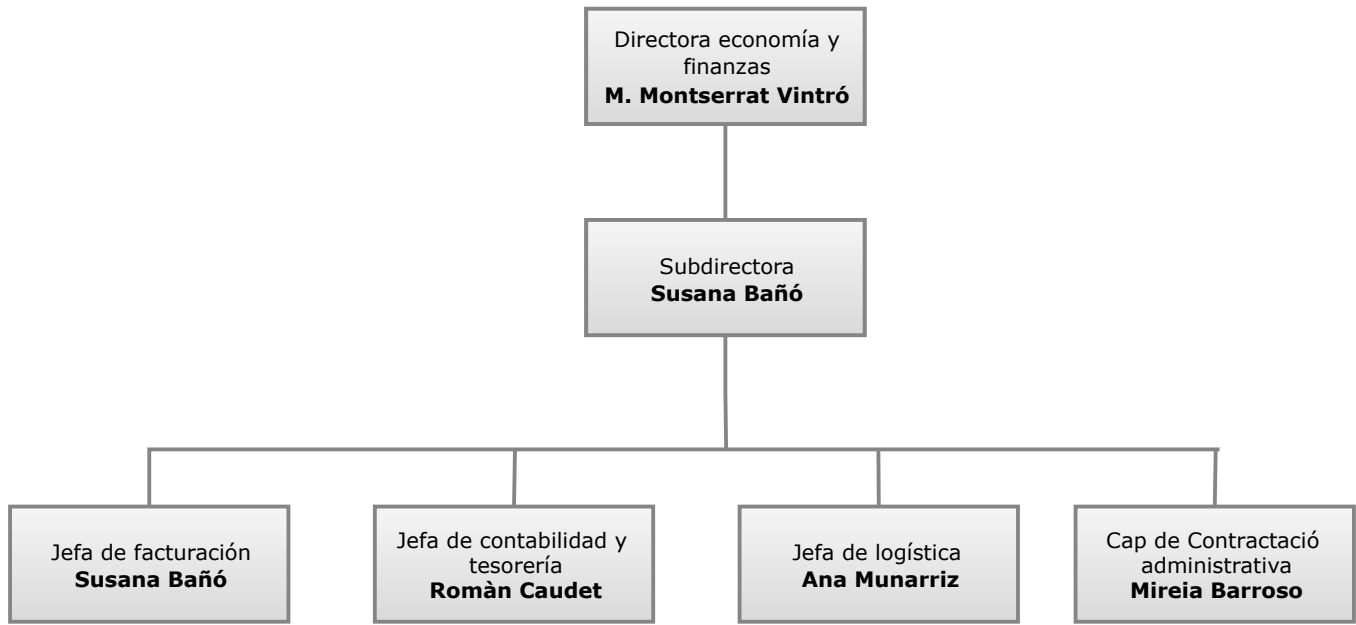 Directora economía y
finanzas
M. Montserrat Vintró
Subdirectora
Susana Bañó
Jefa de facturación
Susana Bañó
Jefa de contabilidad y
tesorería
Romàn Caudet
Jefa de logística
Ana Munarriz
Cap de Contractació
administrativa
Mireia Barroso